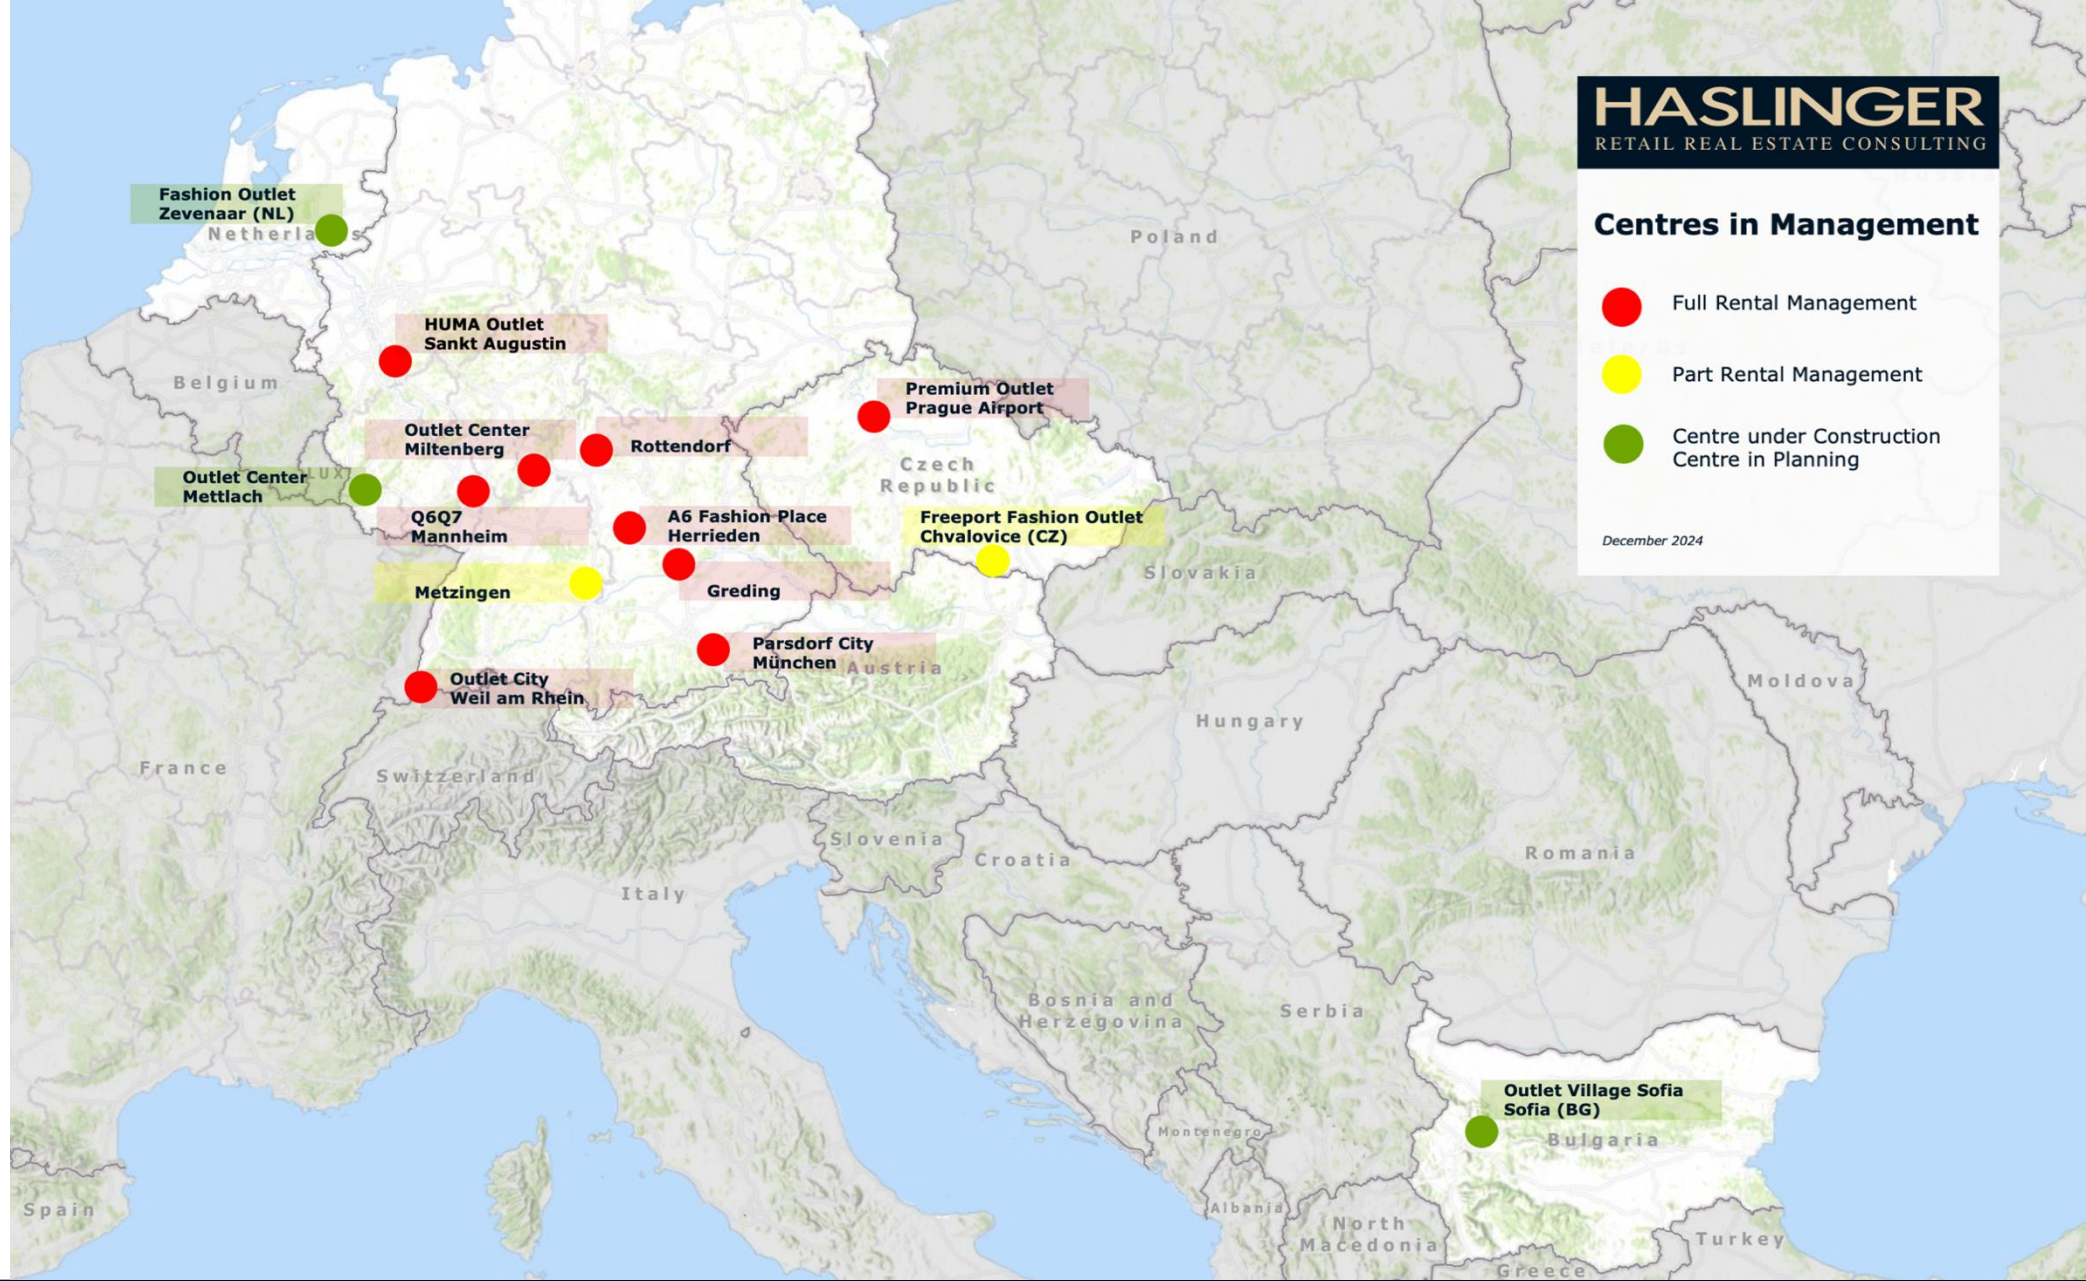 HASLINGER
RETAIL REAL ESTATE CONSULTING
Centres in Management
Full Rental Management
Part Rental Management
Centre under Construction
Centre in Planning
December 2024
Fashion Outlet
Zevenaar (NL)
HUMA Outlet
Sankt Augustin
Belgium
Poland
Premium Outlet
Prague Airport
Outlet Center
Miltenberg
Rottendorf
Czech
Republic
Outlet Center
Mettlach
LUX
Q6Q7
Mannheim
A6 Fashion Place
Herrieden
Freeport Fashion Outlet
Chvalovice (CZ)
Slovakia
Metzingen
Greding
Parsdorf City
München
Austria
Outlet City
Weil am Rhein
Moldova
Hungary
France
Switzerland
Slovenia
Croatia
Romania
Italy
Bosnia and
Herzegovina
Serbia
Outlet Village Sofia
Sofia (BG)
Bulgaria
Montenegro
Albania
Spain
North
Macedonia
Turkey
Greece